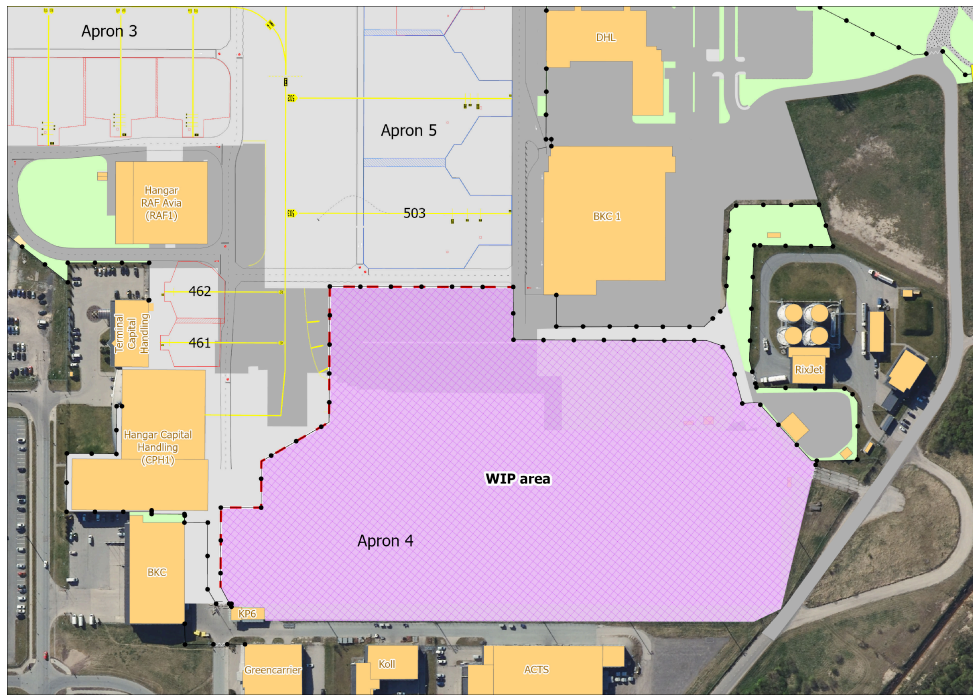 Apron 3
DHL
Apron 5
Hangar
RAF Avia
(RAF1)
503
BKC 1
462
Terminal
Capital
Handling
461
RixJet
Hangar Capital
Handling
(CPH1)
WIP area
Apron 4
BKC
KP6
Greencarrier
Koll
ACTS